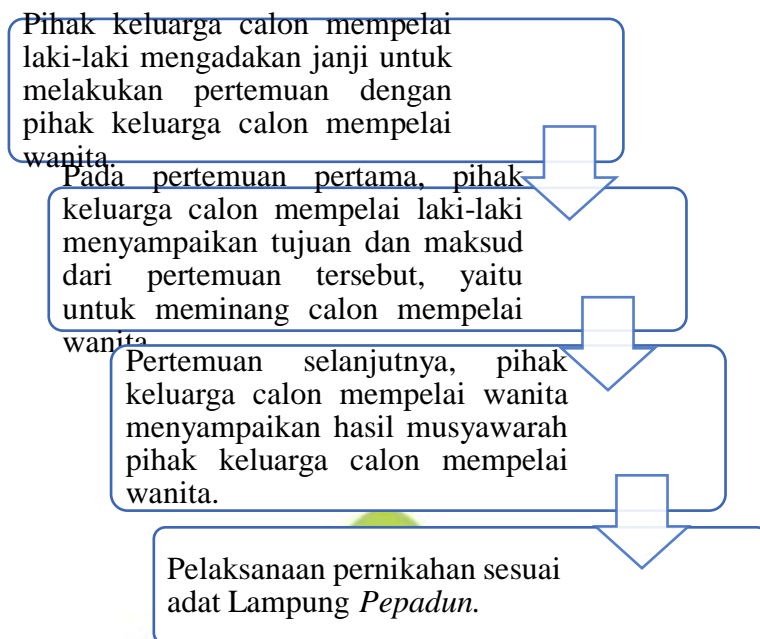 Pihak keluarga calon mempelai
laki-laki mengadakan janji untuk
melakukan pertemuan dengan
pihak keluarga calon mempelai
wanita.
Pada pertemuan pertama, pihak
keluarga calon mempelai laki-laki
menyampaikan tujuan dan maksud
dari pertemuan tersebut, yaitu
untuk meminang calon mempelai
wanita.
Pertemuan selanjutnya, pihak
keluarga calon mempelai wanita
menyampaikan hasil musyawarah
pihak keluarga calon mempelai
wanita.
Pelaksanaan pernikahan sesuai
adat Lampung Pepadun.